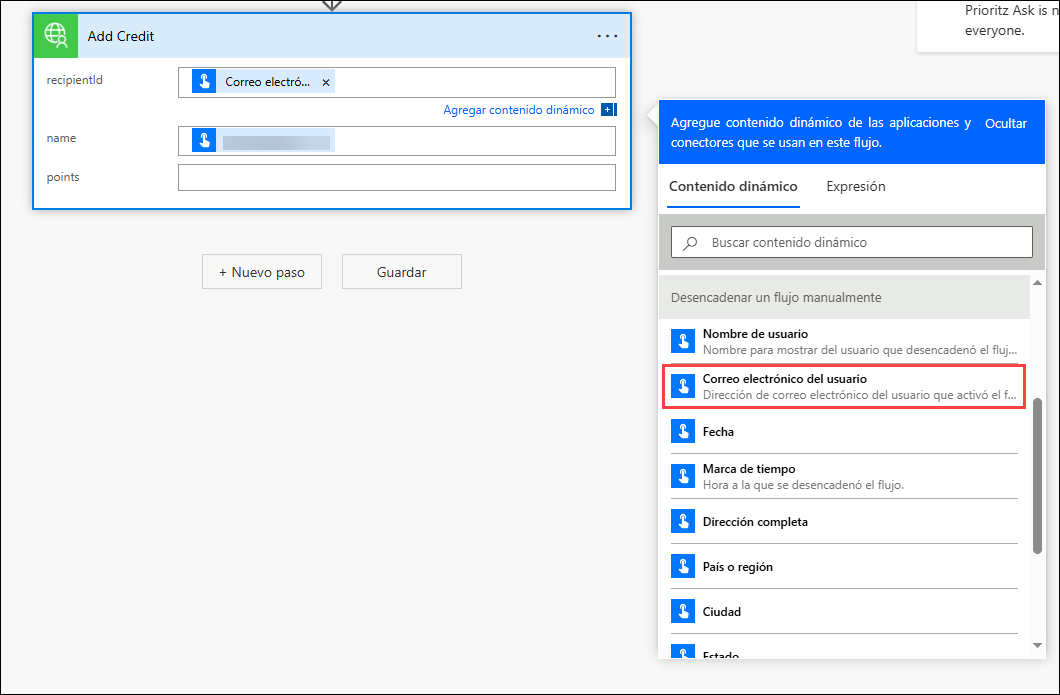 Prioritz Ask is n
everyone.
Add Credit
recipientId
Correo electró... ×
Agregar contenido dinámico
name
points
+ Nuevo paso
Guardar
Agregue contenido dinámico de las aplicaciones y
conectores que se usan en este flujo.
Ocultar
Contenido dinámico
Expresión
Buscar contenido dinámico
Desencadenar un flujo manualmente
Nombre de usuario
Nombre para mostrar del usuario que desencadenó el fluj...
Correo electrónico del usuario
Dirección de correo electrónico del usuario que activó el f...
Fecha
Marca de tiempo
Hora a la que se desencadenó el flujo.
Dirección completa
País o región
Ciudad
Estado